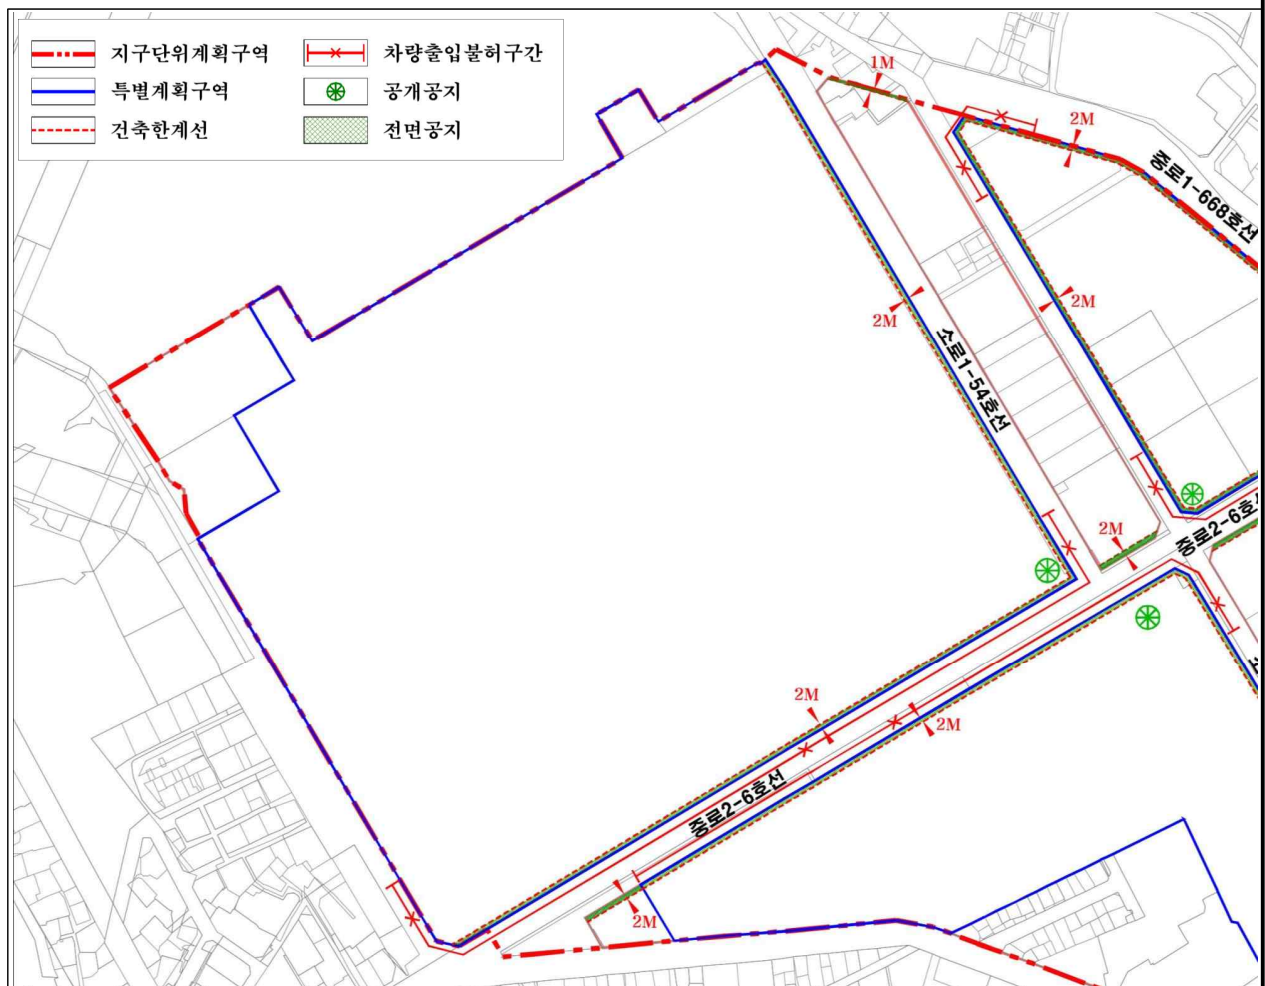 지구단위계획구역
차량출입불허구간
특별계획구역
공개공지
건축한계선
전면공지
1M
2M
중로1-668호선
2M
2M
소로1-54호선
2M
중로2-6호선
2M
2M
중로2-6호선
2M